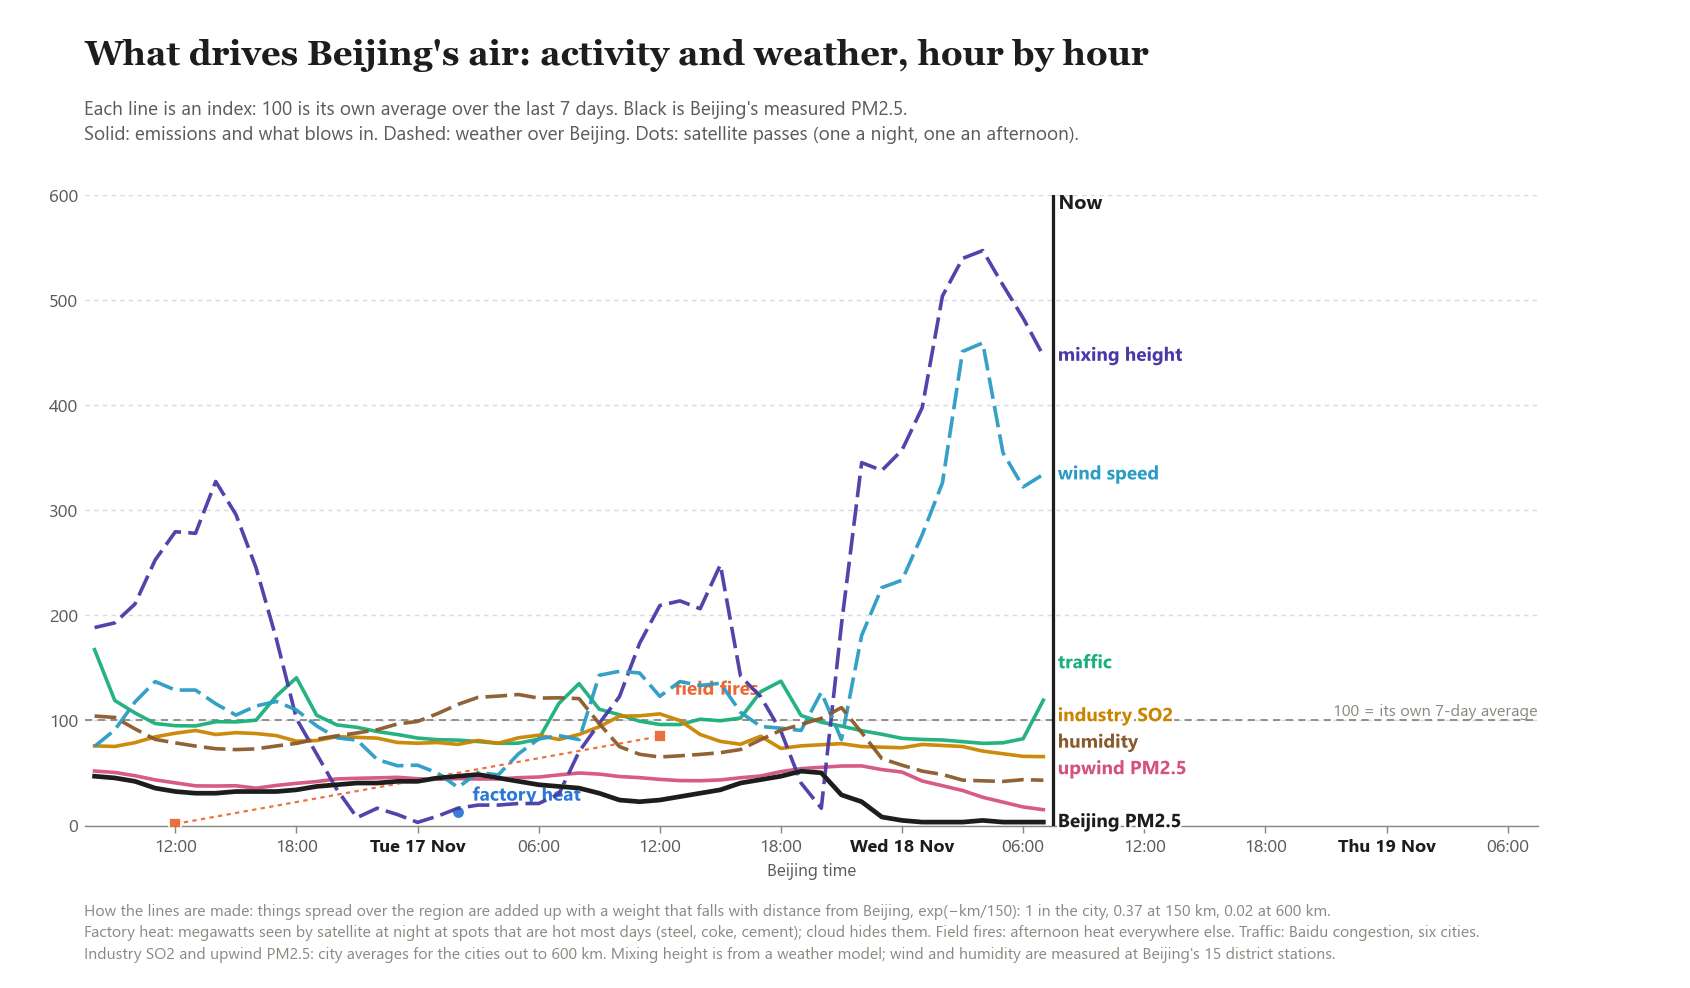 What drives Beijing's air: activity and weather, hour by hour
Each line is an index: 100 is its own average over the last 7 days. Black is Beijing's measured PM2.5.
Solid: emissions and what blows in. Dashed: weather over Beijing. Dots: satellite passes (one a night, one an afternoon).
600
Now
500
mixing height
400
wind speed
300
200
traffic
field fires
100 = its own 7-day average
industry SO2
100
humidity
upwind PM2.5
factory heat
Beijing PM2.5
0
12:00 18:00 Tue 17 Nov 06:00 12:00 18:00 Wed 18 Nov 06:00 12:00 18:00 Thu 19 Nov 06:00
Beijing time
How the lines are made: things spread over the region are added up with a weight that falls with distance from Beijing, exp(−km/150): 1 in the city, 0.37 at 150 km, 0.02 at 600 km.
Factory heat: megawatts seen by satellite at night at spots that are hot most days (steel, coke, cement); cloud hides them. Field fires: afternoon heat everywhere else. Traffic: Baidu congestion, six cities.
Industry SO2 and upwind PM2.5: city averages for the cities out to 600 km. Mixing height is from a weather model; wind and humidity are measured at Beijing's 15 district stations.